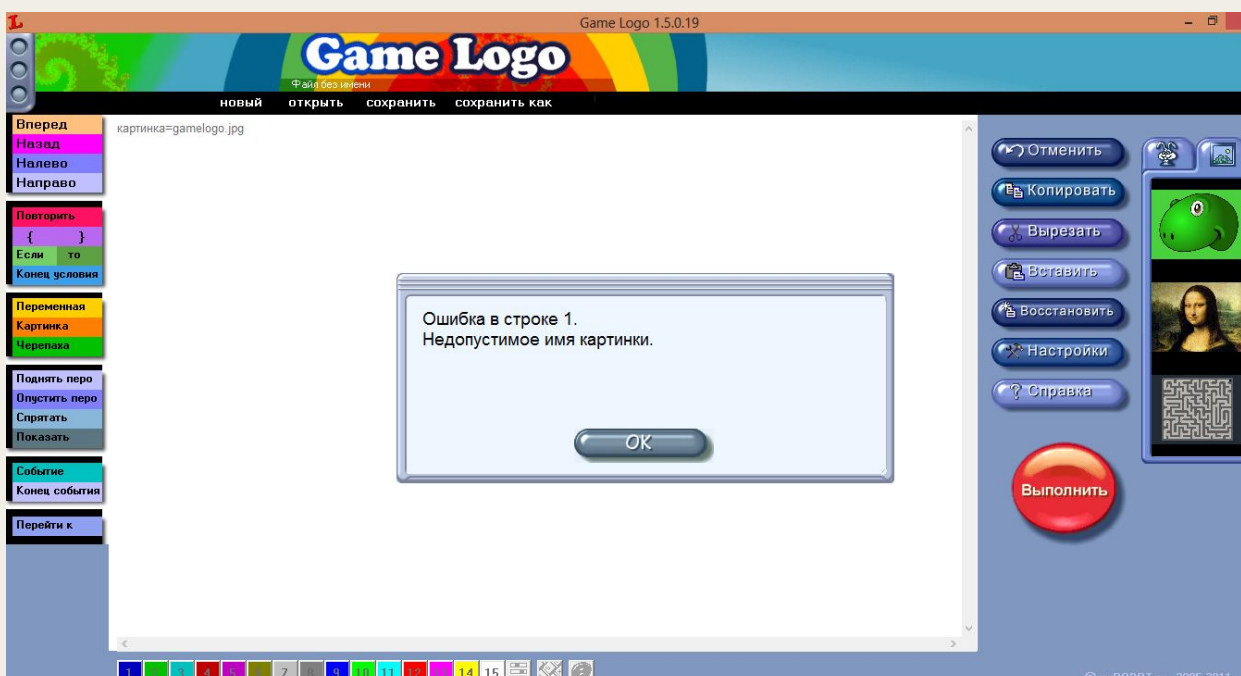 Game Logo 1.5.0.19
Game Logo
Файл без имени
новый открыть сохранить сохранить как
Вперед
Назад
Налево
Направо
Повторить
{ }
Если то
Конец условия
Переменная
Картинка
Черепаха
Поднять перо
Опустить перо
Спрятать
Показать
Событие
Конец события
Перейти к
картинка=gamelogo.jpg
Ошибка в строке 1.
Недопустимое имя картинки.
OK
Отменить
Копировать
Вырезать
Вставить
Восстановить
Настройки
? Справка
Выполнить
1 3 4 5 7 8 9 10 11 12 14 15